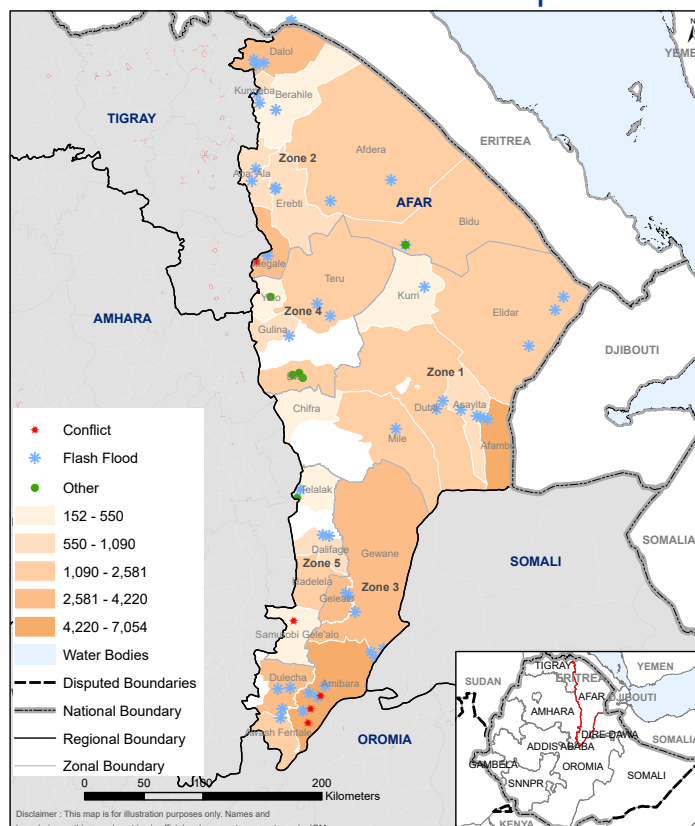 N
YEMEN
Dalol
Kunneba
Berahile
TIGRAY
ERITREA
Zone 2
Afdera
Aba'Ala
Erebti
AFAR
Bidu
Megale
Teru
Kurri
Yalo
Elidar
AMHARA
Zone 4
Gulina
DJIBOUTI
Zone 1
Ewa
Chifra
Dubti
Asayita
Mile
Afambo
Conflict
Flash Flood
Other
152 - 550
550 - 1,090
1,090 - 2,581
2,581 - 4,220
4,220 - 7,054
Water Bodies
Disputed Boundaries
National Boundary
Regional Boundary
Zonal Boundary
Telalak
SOMALIA
Dalifage
Gewane
SOMALI
Zone 5
Hadelela
Zone 3
Gelealo
Samurobi Gele'alo
Dulecha
Amibara
Awash Fentale
OROMIA
0 50 100 200
Kilometers
Disclaimer : This map is for illustration purposes only. Names and
TIGRAY
SUDAN
ERITREA
YEMEN
AFAR
DJIBOUTI
AMHARA
DIRE DAWA
SOMALIA
ADDIS ABABA
GAMBELA
OROMIA
SOMALI
SNNPR
KENYA